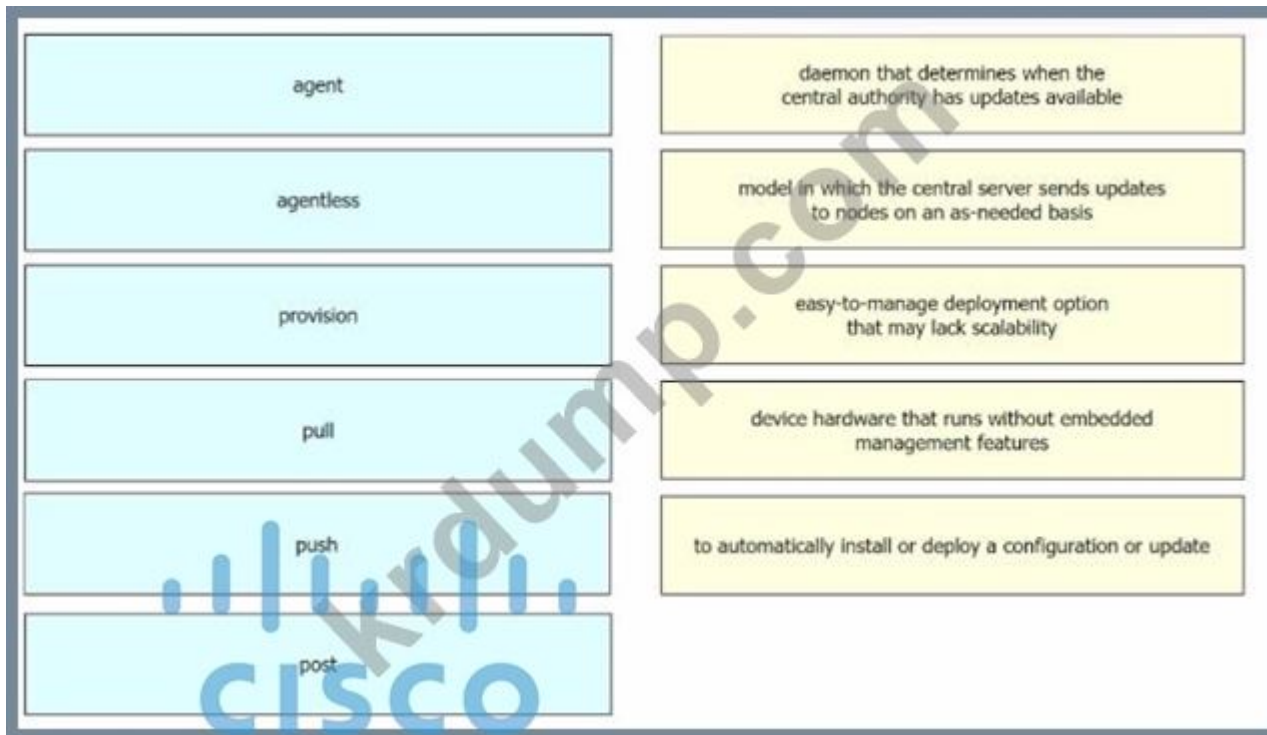 agent
agentless
provision
pull
push
post
daemon that determines when the
central authority has updates available
model in which the central server sends updates
to nodes on an as-needed basis
easy-to-manage deployment option
that may lack scalability
device hardware that runs without embedded
management features
to automatically install or deploy a configuration or update
krdump.com
CISCO